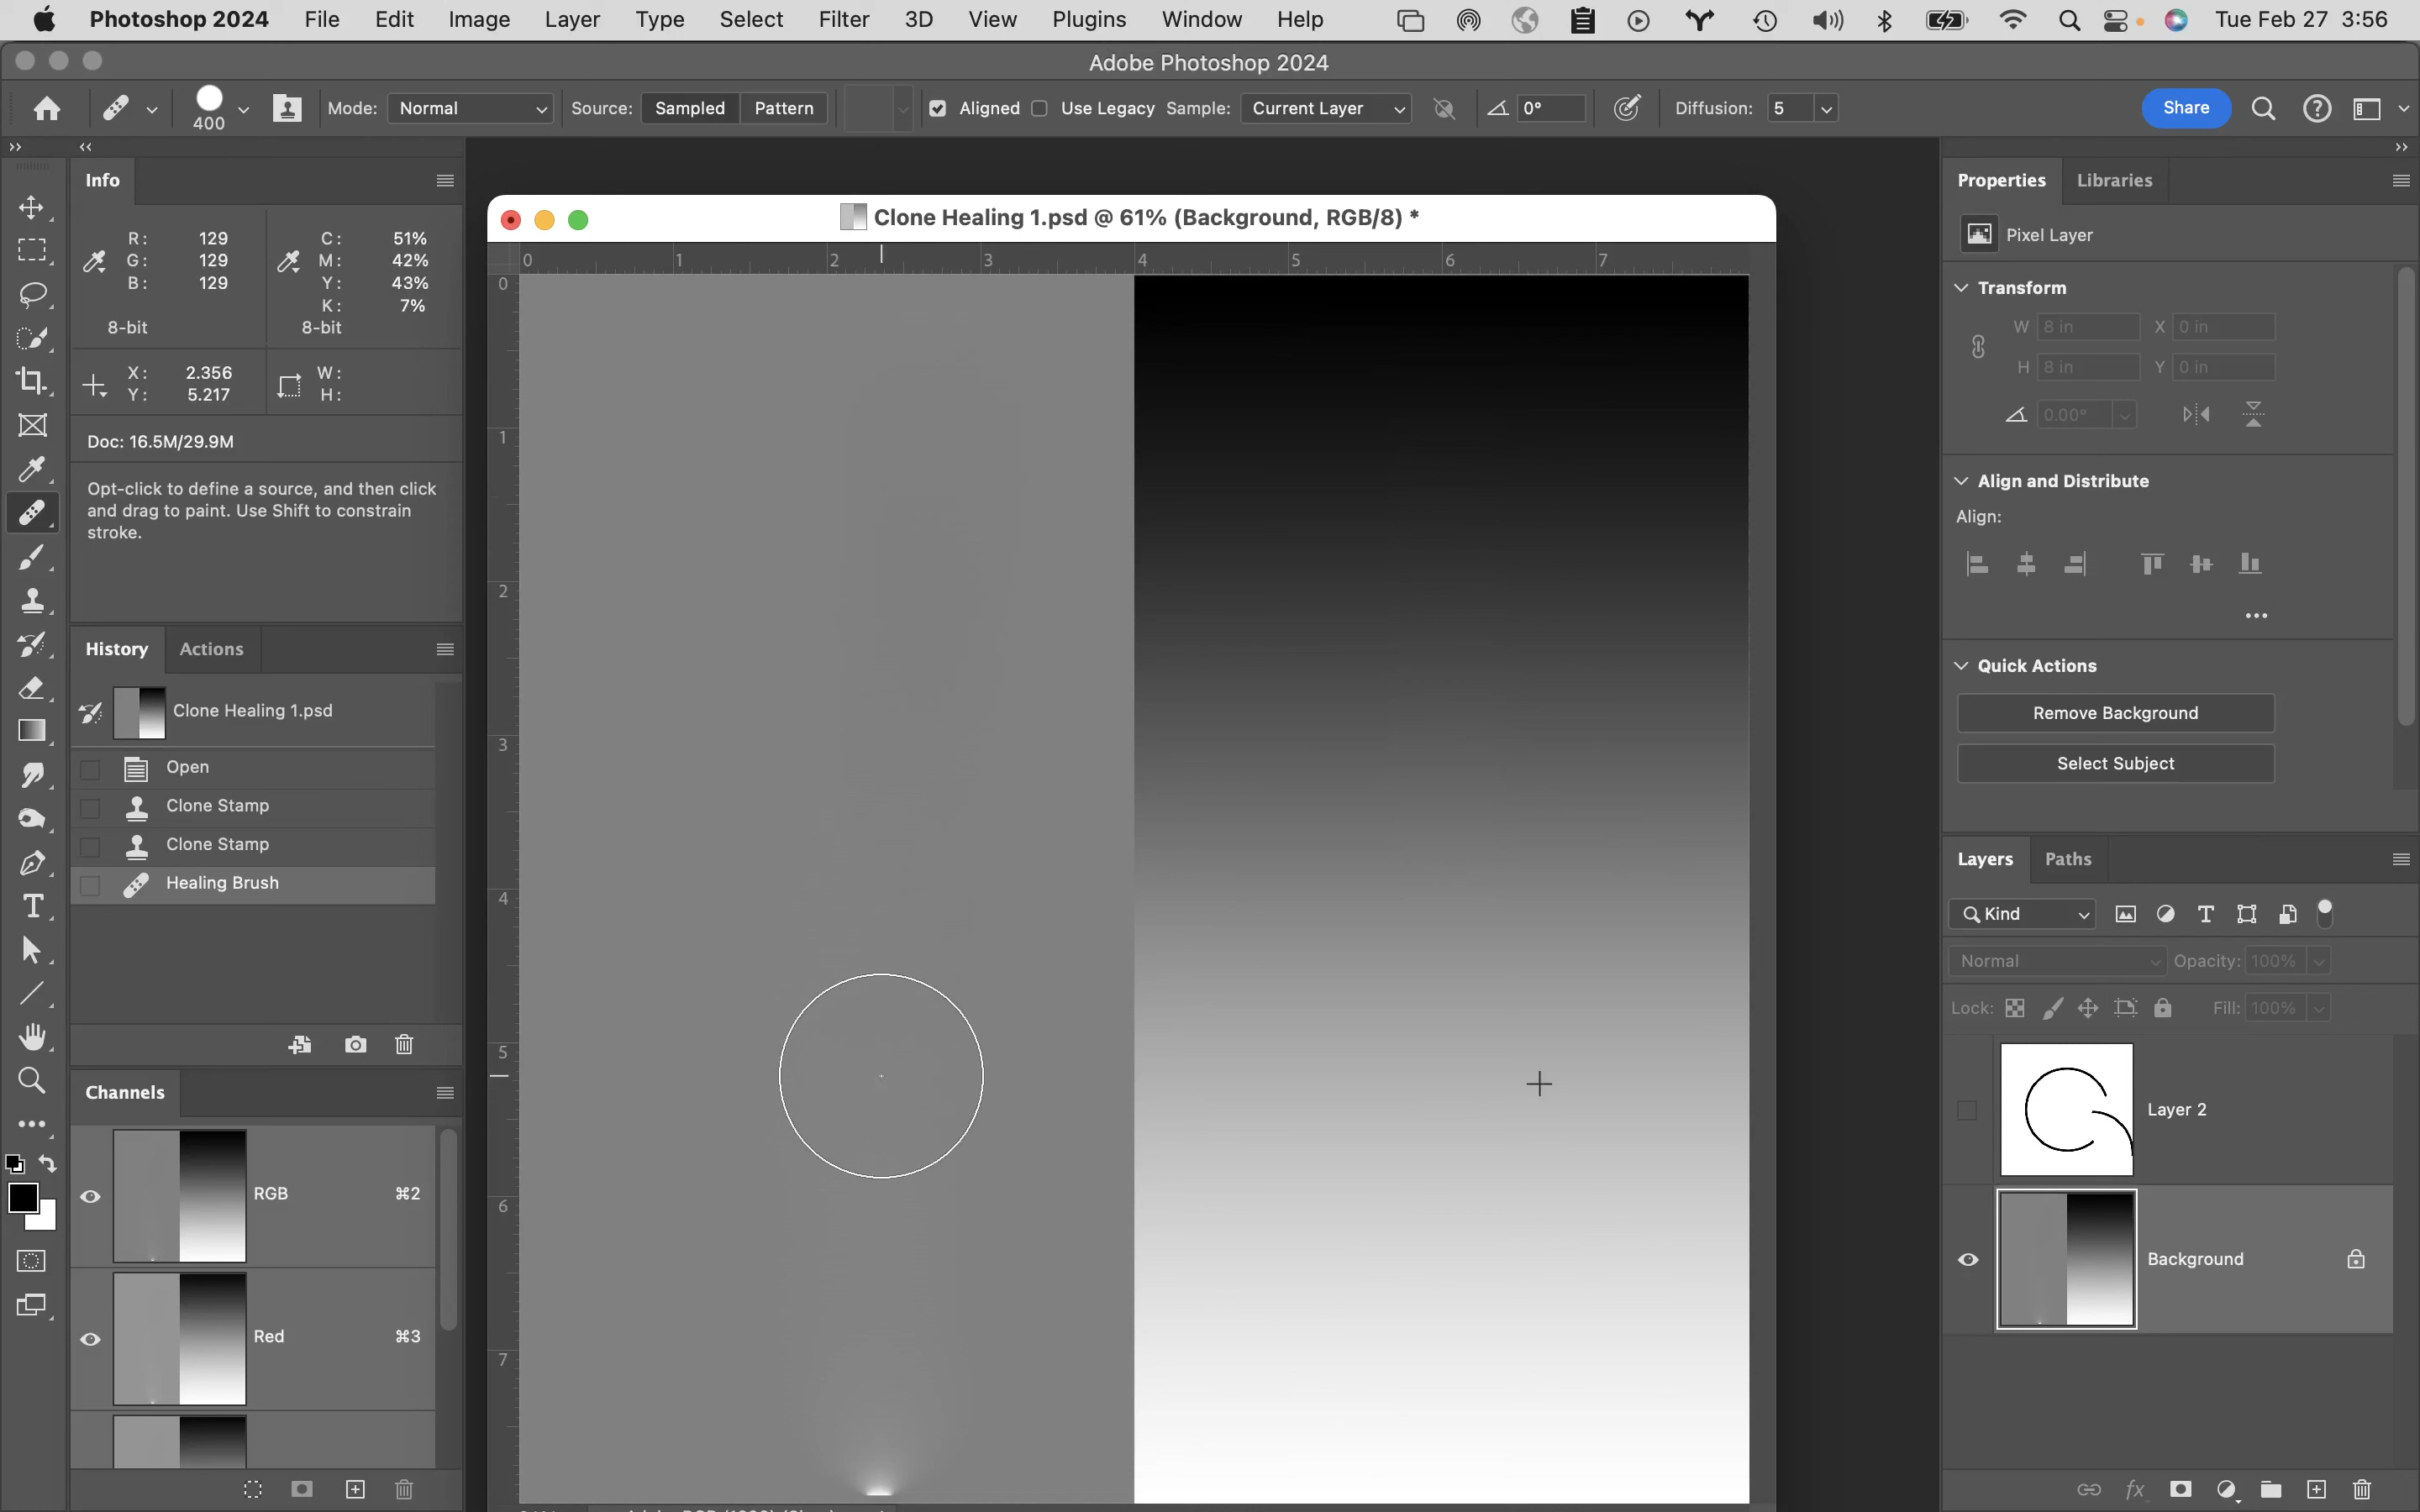 Photoshop 2024 File Edit Image Layer Type Select Filter 3D View Plugins Window Help Tue Feb 27 3:56
Adobe Photoshop 2024
400 Mode: Normal Source: Sampled Pattern Aligned Use Legacy Sample: Current Layer 0° Diffusion: 5 Share
Info
R: 129 C: 51%
G: 129 M: 42%
B: 129 Y: 43%
K: 7%
8-bit 8-bit
X: 2.356 W:
Y: 5.217 H:
Doc: 16.5M/29.9M
Opt-click to define a source, and then click
and drag to paint. Use Shift to constrain
stroke.
History Actions
Clone Healing 1.psd
Open
Clone Stamp
Clone Stamp
Healing Brush
Channels
RGB ⌘2
Red ⌘3
Clone Healing 1.psd @ 61% (Background, RGB/8) *
0 1 2 3 4 5 6 7
0
1
2
3
4
5
6
7
Properties Libraries
Pixel Layer
Transform
W 8 in X 0 in
H 8 in Y 0 in
0.00°
Align and Distribute
Align:
Quick Actions
Remove Background
Select Subject
Layers Paths
Kind
Normal Opacity: 100%
Lock: Fill: 100%
Layer 2
Background